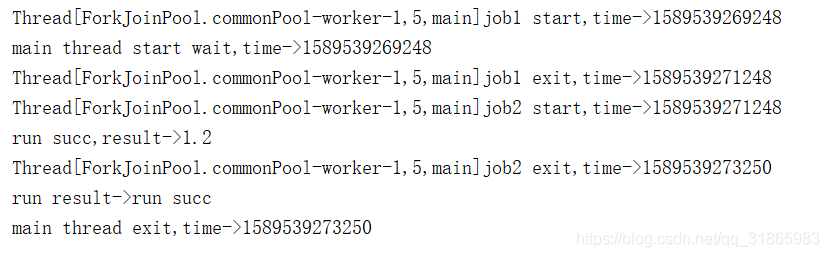 Thread[ForkJoinPool.commonPool-worker-1,5,main]job1 start,time->1589539269248
main thread start wait,time->1589539269248
Thread[ForkJoinPool.commonPool-worker-1,5,main]job1 exit,time->1589539271248
Thread[ForkJoinPool.commonPool-worker-1,5,main]job2 start,time->1589539271248
run succ,result->1.2
Thread[ForkJoinPool.commonPool-worker-1,5,main]job2 exit,time->1589539273250
run result->run succ
main thread exit,time->1589539273250
https://blog.csdn.net/qq_31865983